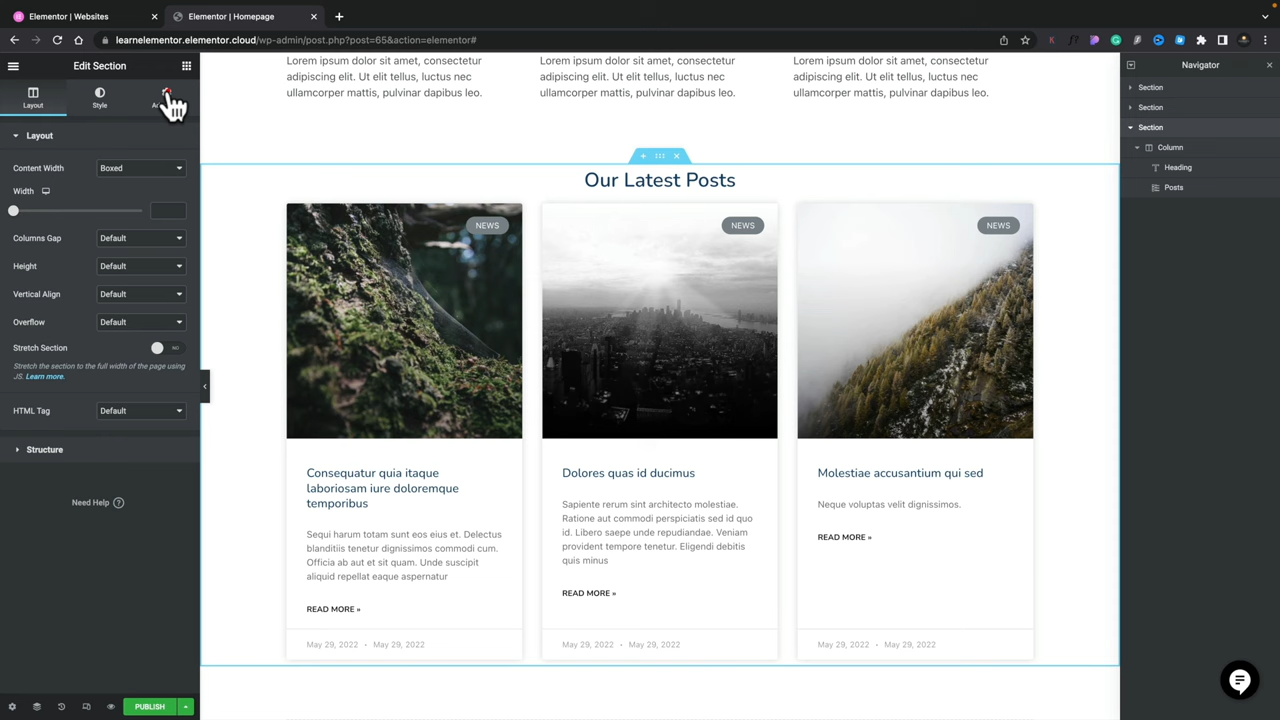 Elementor | Websites
Elementor | Homepage
learnelementor.elementor.cloud/wp-admin/post.php?post=65&action=elementor#
Edit Section
Layout
Style
Layout
Content Width
Boxed
Width
Columns Gap
Default
Height
Default
Vertical Align
Default
Overflow
Default
Stretch Section
NO
Stretch the section to the full width of the page using
JS. Learn more.
HTML Tag
Default
Structure
Need Help
PUBLISH
Lorem ipsum dolor sit amet, consectetur
adipiscing elit. Ut elit tellus, luctus nec
ullamcorper mattis, pulvinar dapibus leo.
Lorem ipsum dolor sit amet, consectetur
adipiscing elit. Ut elit tellus, luctus nec
ullamcorper mattis, pulvinar dapibus leo.
Lorem ipsum dolor sit amet, consectetur
adipiscing elit. Ut elit tellus, luctus nec
ullamcorper mattis, pulvinar dapibus leo.
Our Latest Posts
NEWS
Consequatur quia itaque
laboriosam iure doloremque
temporibus
Sequi harum totam sunt eos eius et. Delectus
blanditiis tenetur dignissimos commodi cum.
Officia ab aut et sit quam. Unde suscipit
aliquid repellat eaque aspernatur
READ MORE »
May 29, 2022 • May 29, 2022
NEWS
Dolores quas id ducimus
Sapiente rerum sint architecto molestiae.
Ratione aut commodi perspiciatis sed id quo
id. Libero saepe unde repudiandae. Veniam
provident tempore tenetur. Eligendi debitis
quis minus
READ MORE »
May 29, 2022 • May 29, 2022
NEWS
Molestiae accusantium qui sed
Neque voluptas velit dignissimos.
READ MORE »
May 29, 2022 • May 29, 2022
Navigator
Section
Section
Section
Column
Heading
Posts